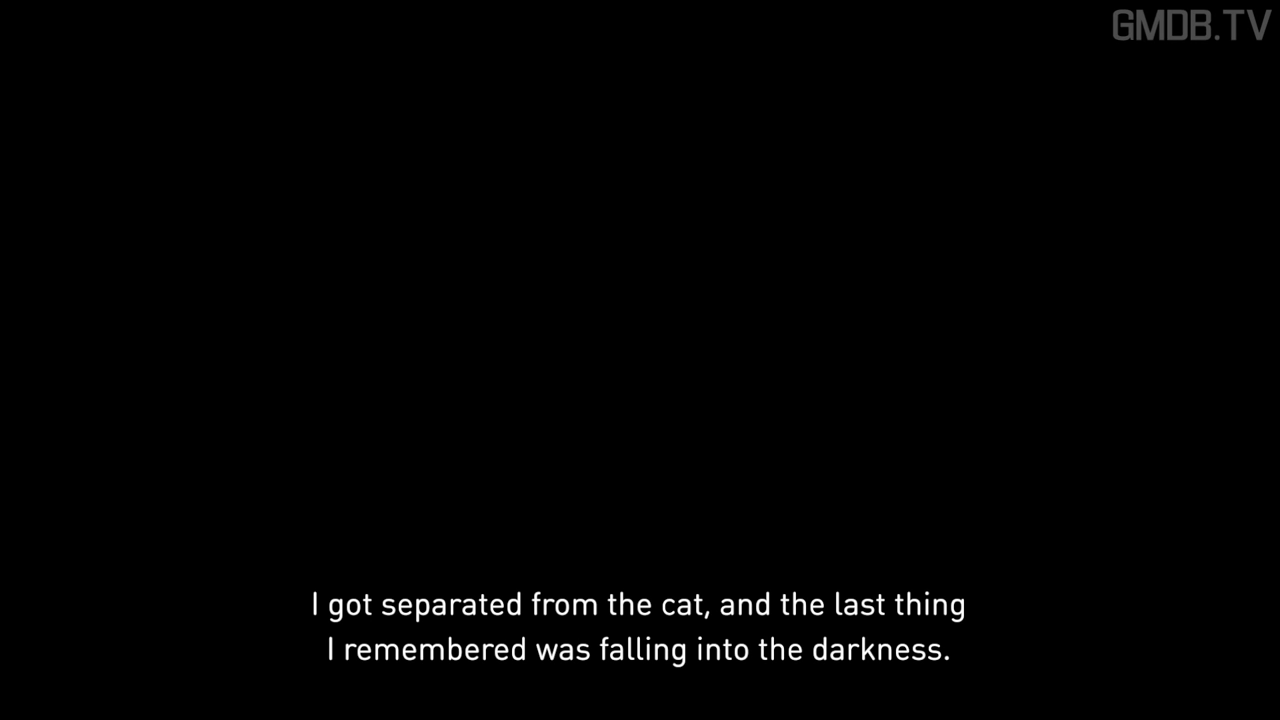 GMDB.TV
I got separated from the cat, and the last thing
I remembered was falling into the darkness.